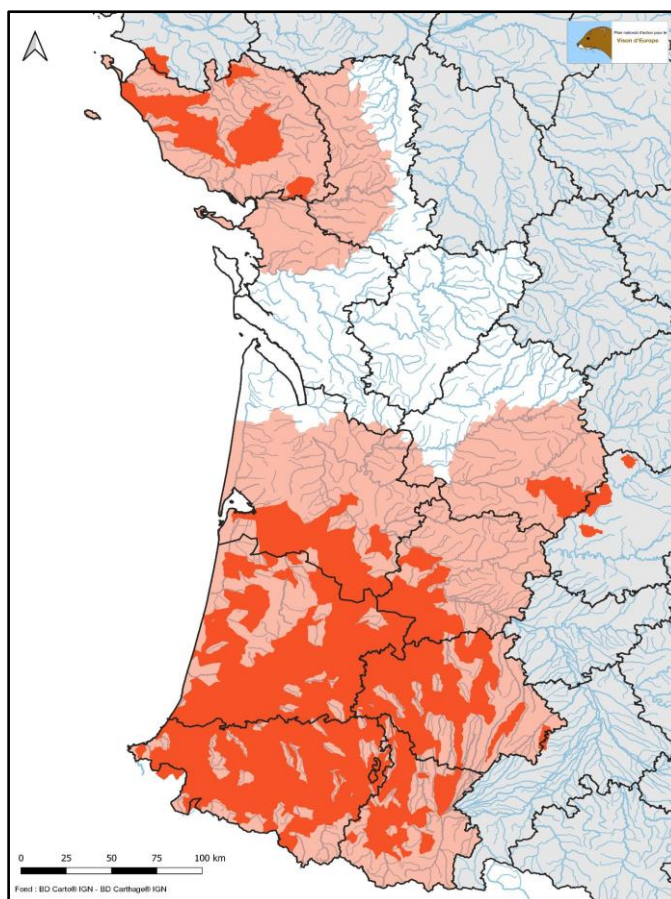 Plan national d'action pour le
Vison d'Europe
0 25 50 75 100 km
Fond : BD Carto® IGN - BD Carthage® IGN